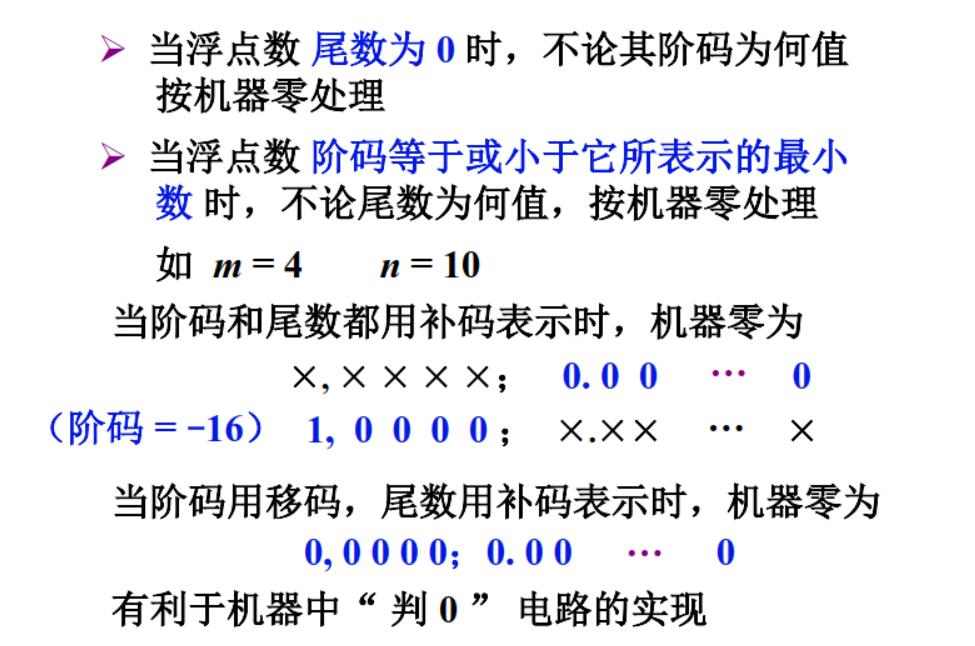 ➢ 当浮点数 尾数为 0 时，不论其阶码为何值
按机器零处理
➢ 当浮点数 阶码等于或小于它所表示的最小
数 时，不论尾数为何值，按机器零处理
如 m = 4 n = 10
当阶码和尾数都用补码表示时，机器零为
×, × × × ×； 0. 0 0 … 0
（阶码 = -16） 1, 0 0 0 0； ×.×× … ×
当阶码用移码，尾数用补码表示时，机器零为
0, 0 0 0 0；0. 0 0 … 0
有利于机器中“ 判 0 ” 电路的实现